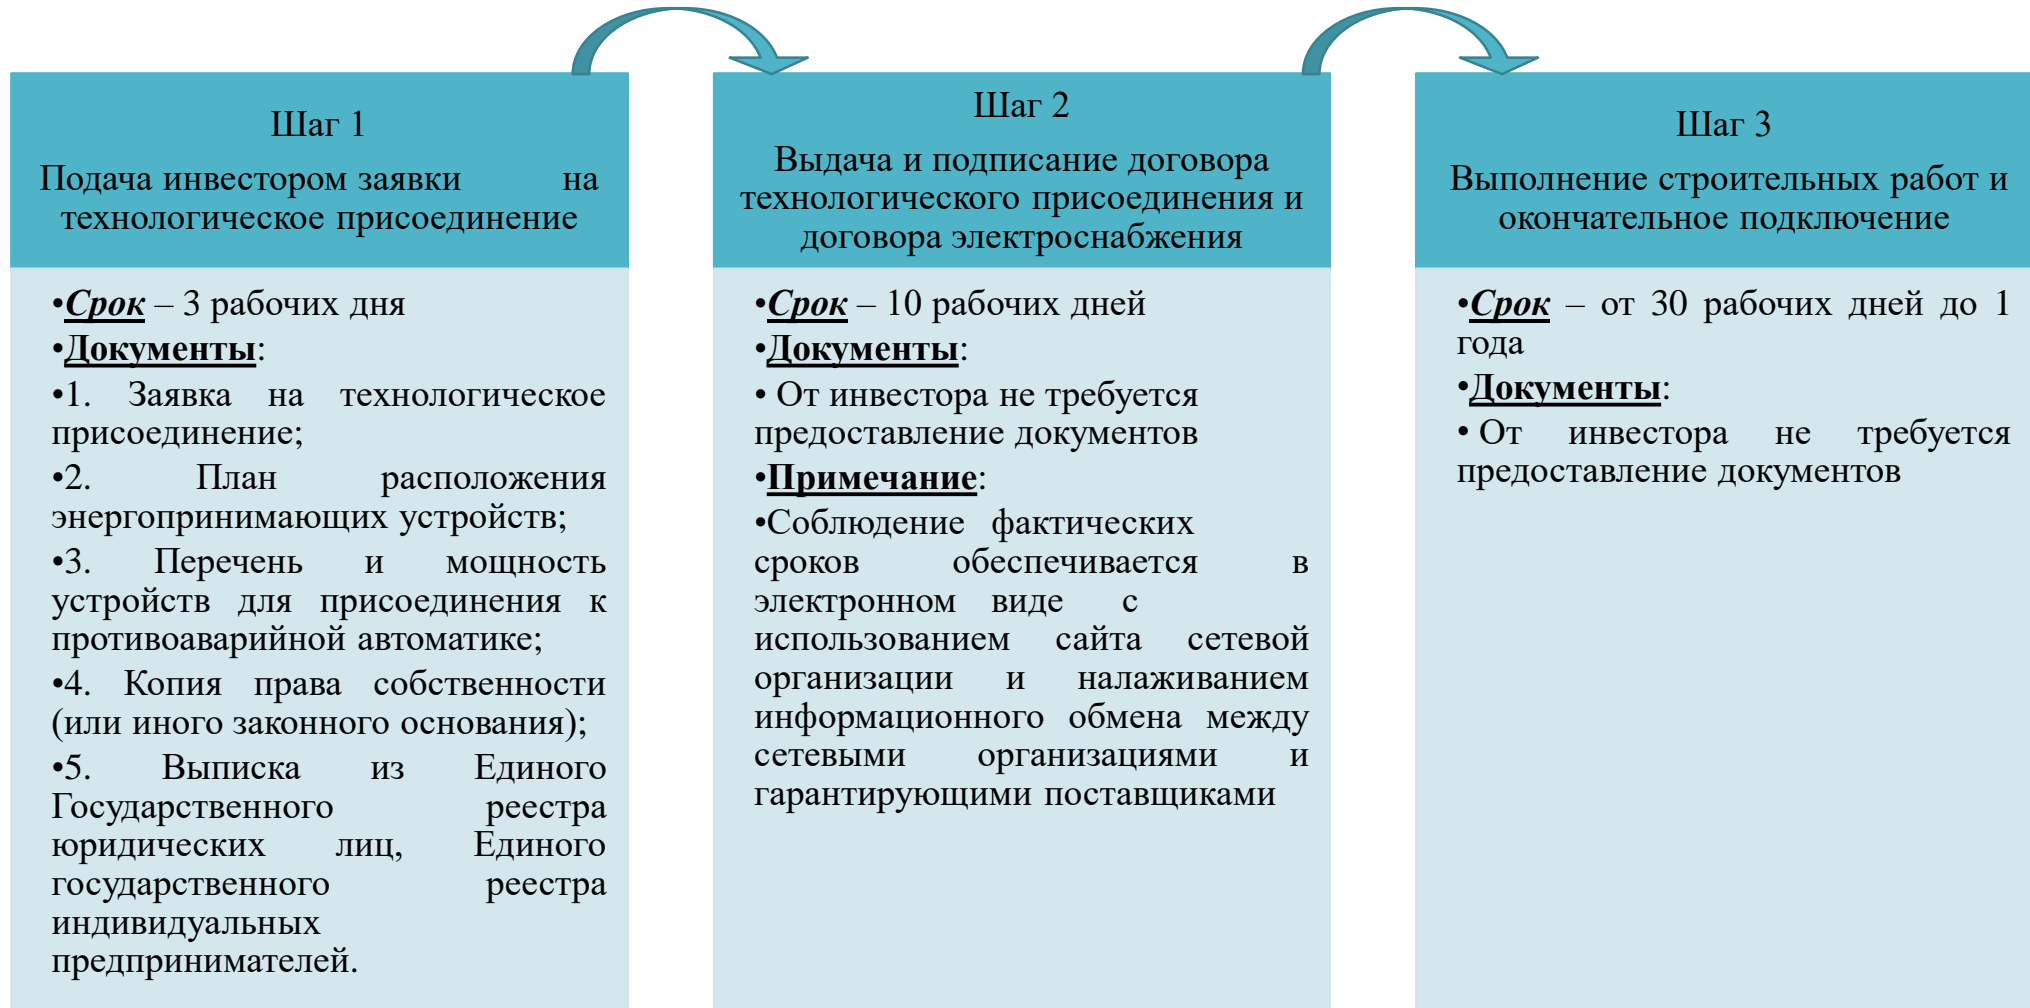 Шаг 1
Подача инвестором заявки на
технологическое присоединение
•Срок – 3 рабочих дня
•Документы:
•1. Заявка на технологическое
присоединение;
•2. План расположения
энергопринимающих устройств;
•3. Перечень и мощность
устройств для присоединения к
противоаварийной автоматике;
•4. Копия права собственности
(или иного законного основания);
•5. Выписка из Единого
Государственного реестра
юридических лиц, Единого
государственного реестра
индивидуальных
предпринимателей.
Шаг 2
Выдача и подписание договора
технологического присоединения и
договора электроснабжения
•Срок – 10 рабочих дней
•Документы:
• От инвестора не требуется
предоставление документов
•Примечание:
•Соблюдение фактических
сроков обеспечивается в
электронном виде с
использованием сайта сетевой
организации и налаживанием
информационного обмена между
сетевыми организациями и
гарантирующими поставщиками
Шаг 3
Выполнение строительных работ и
окончательное подключение
•Срок – от 30 рабочих дней до 1
года
•Документы:
• От инвестора не требуется
предоставление документов